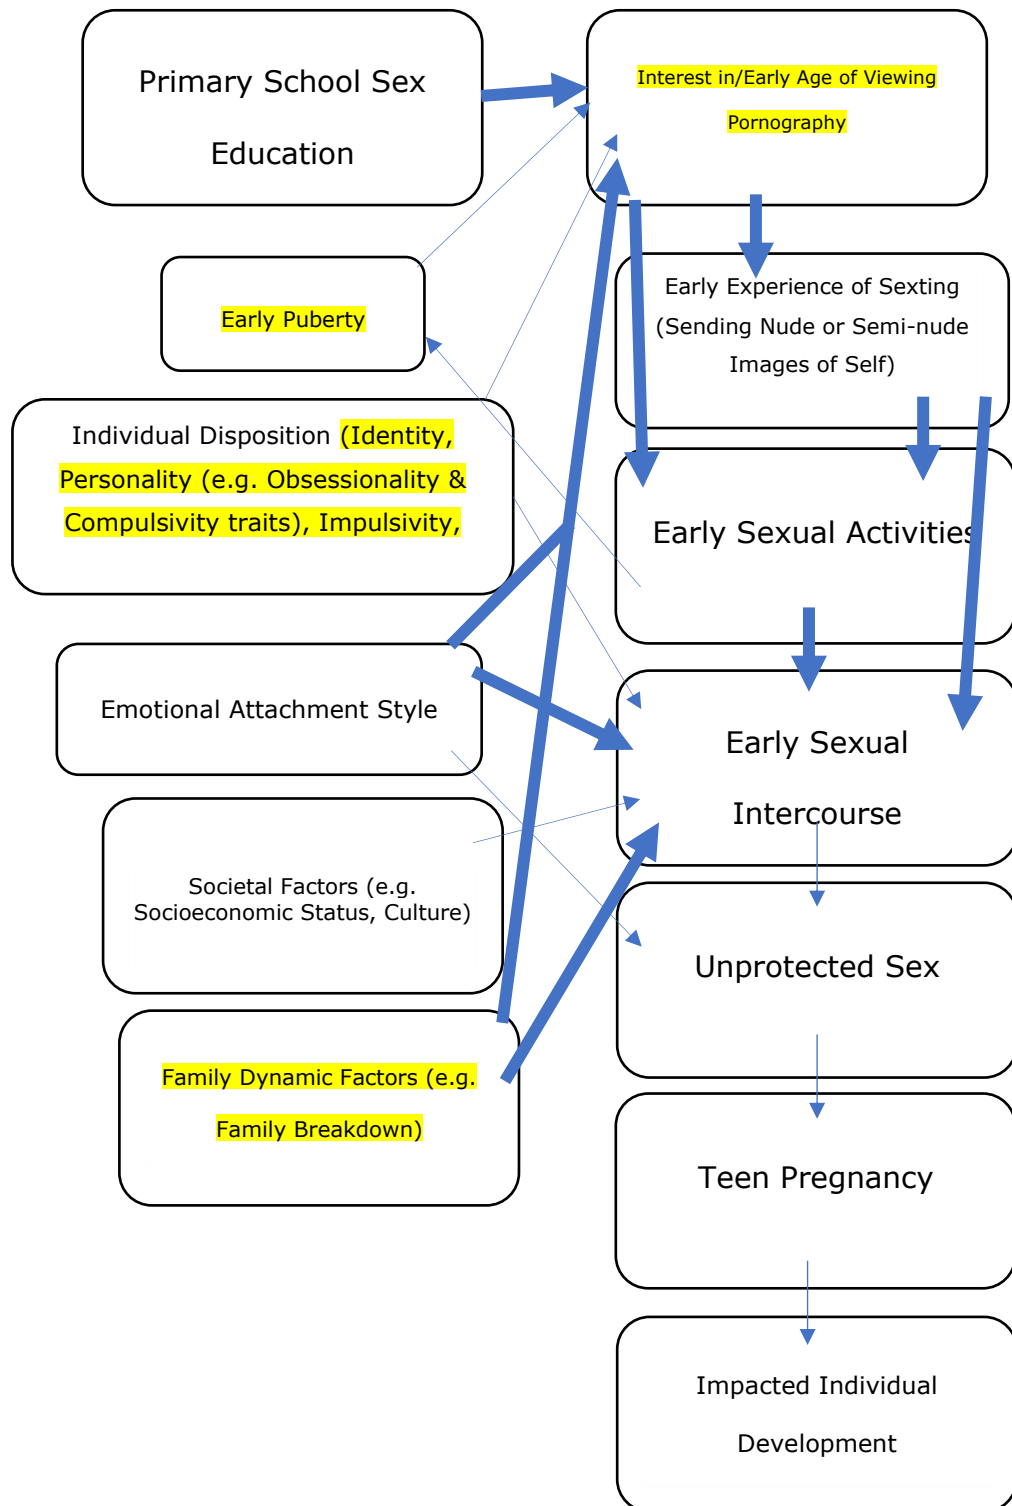 Primary School Sex
Education
Interest in/Early Age of Viewing
Pornography
Early Puberty
Early Experience of Sexting
(Sending Nude or Semi-nude
Images of Self)
Individual Disposition (Identity,
Personality (e.g. Obsessionality &
Compulsivity traits), Impulsivity,
Early Sexual Activities
Emotional Attachment Style
Early Sexual
Intercourse
Societal Factors (e.g.
Socioeconomic Status, Culture)
Unprotected Sex
Family Dynamic Factors (e.g.
Family Breakdown)
Teen Pregnancy
Impacted Individual
Development